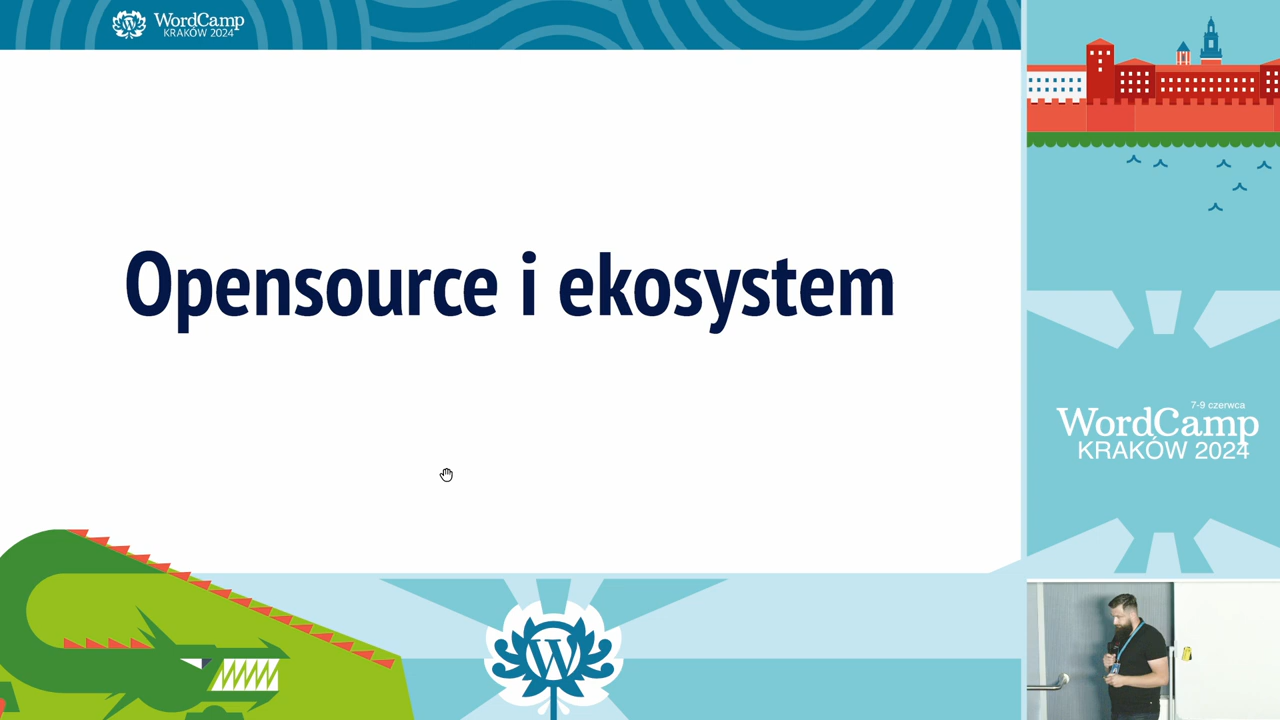 WordCamp
KRAKÓW 2024
Opensource i ekosystem
7-9 czerwca
WordCamp
KRAKÓW 2024
W